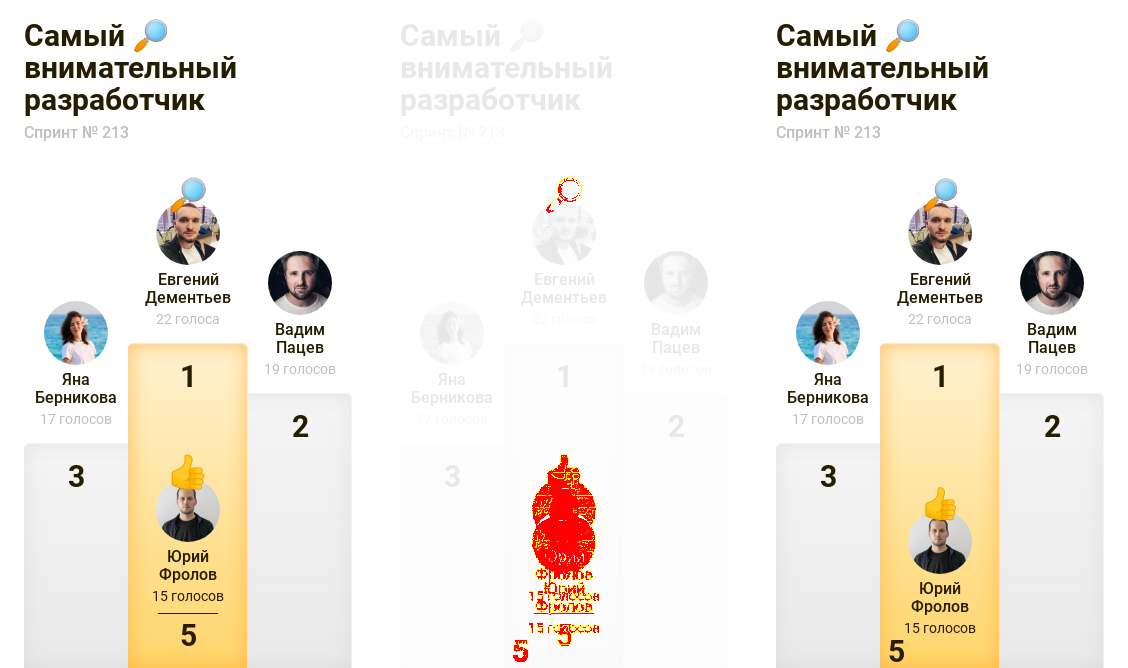 Самый 🔎
внимательный
разработчик
Спринт № 213
Евгений
Дементьев
22 голоса
Вадим
Пацев
19 голосов
Яна
Берникова
17 голосов
1
2
3
Юрий
Фролов
15 голосов
5
Самый 🔎
внимательный
разработчик
Спринт № 213
Евгений
Дементьев
22 голоса
Вадим
Пацев
19 голосов
Яна
Берникова
17 голосов
1
2
3
Юрий
Фролов
15 голосов
Юрий
Фролов
15 голосов
5
5
Самый 🔎
внимательный
разработчик
Спринт № 213
Евгений
Дементьев
22 голоса
Вадим
Пацев
19 голосов
Яна
Берникова
17 голосов
1
2
3
Юрий
Фролов
15 голосов
5